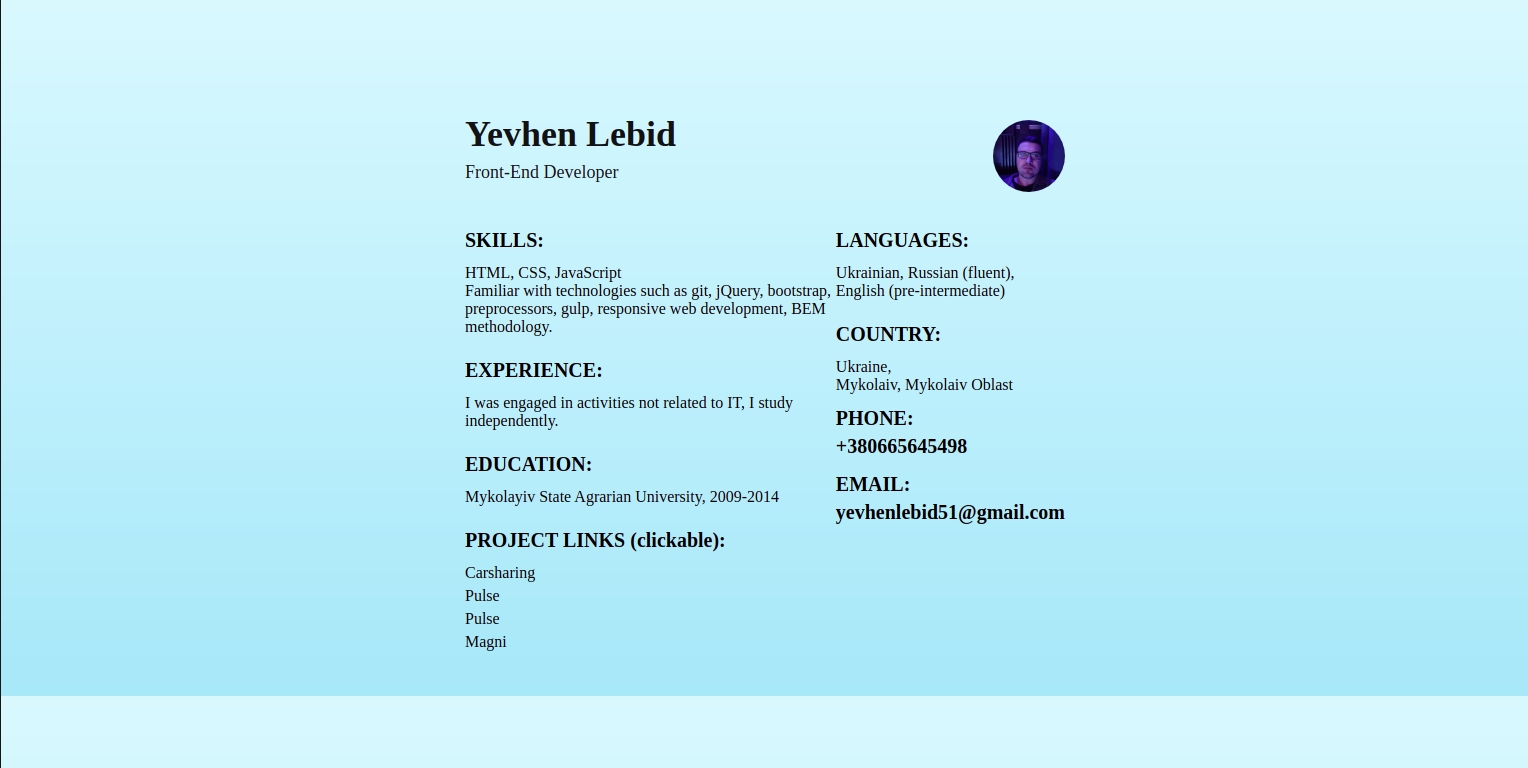 Yevhen Lebid
Front-End Developer
SKILLS:
HTML, CSS, JavaScript
Familiar with technologies such as git, jQuery, bootstrap,
preprocessors, gulp, responsive web development, BEM
methodology.
EXPERIENCE:
I was engaged in activities not related to IT, I study
independently.
EDUCATION:
Mykolayiv State Agrarian University, 2009-2014
PROJECT LINKS (clickable):
Carsharing
Pulse
Pulse
Magni
LANGUAGES:
Ukrainian, Russian (fluent),
English (pre-intermediate)
COUNTRY:
Ukraine,
Mykolaiv, Mykolaiv Oblast
PHONE:
+380665645498
EMAIL:
yevhenlebid51@gmail.com